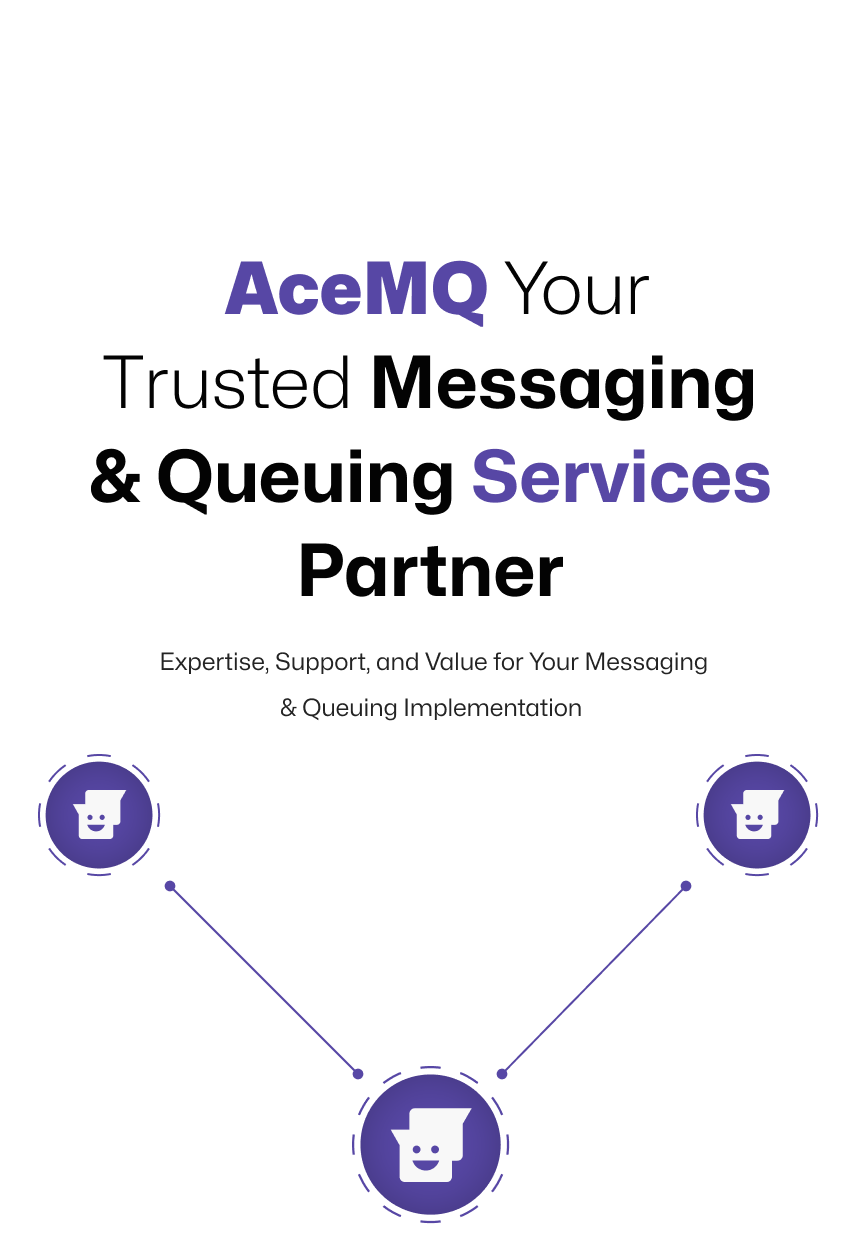 AceMQ Your
Trusted Messaging
& Queuing Services
Partner
Expertise, Support, and Value for Your Messaging
& Queuing Implementation